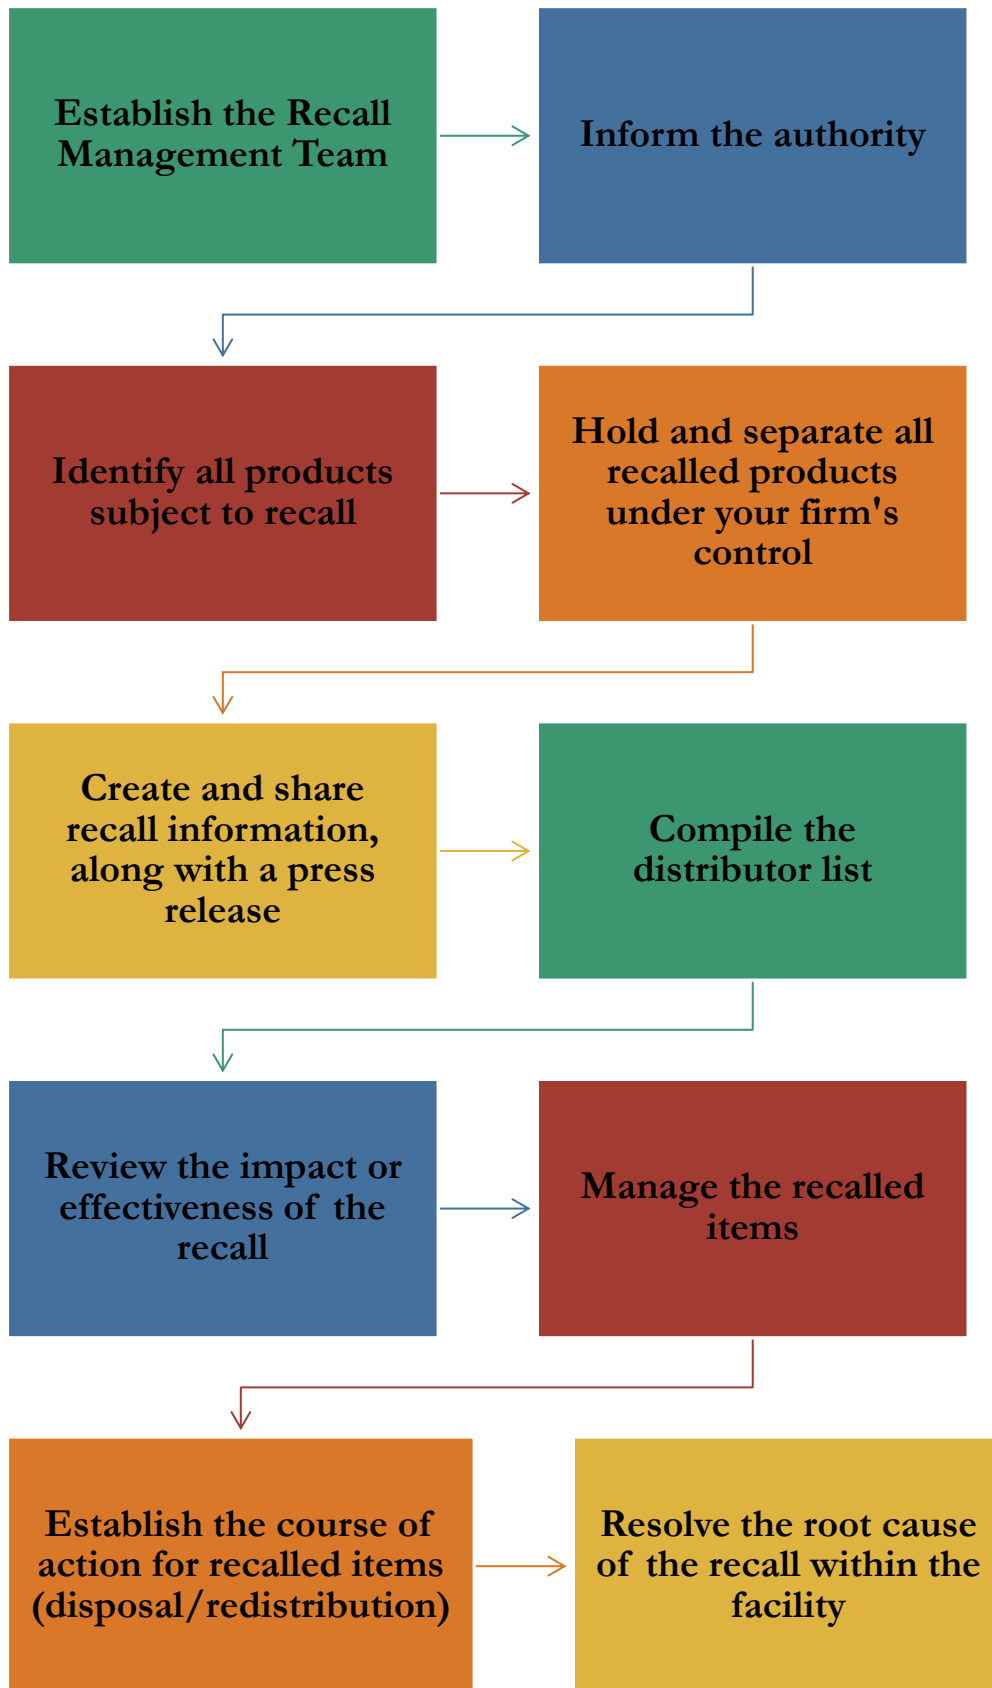 Establish the Recall
Management Team
Inform the authority
Identify all products
subject to recall
Hold and separate all
recalled products
under your firm's
control
Create and share
recall information,
along with a press
release
Compile the
distributor list
Review the impact or
effectiveness of the
recall
Manage the recalled
items
Establish the course of
action for recalled items
(disposal/redistribution)
Resolve the root cause
of the recall within the
facility